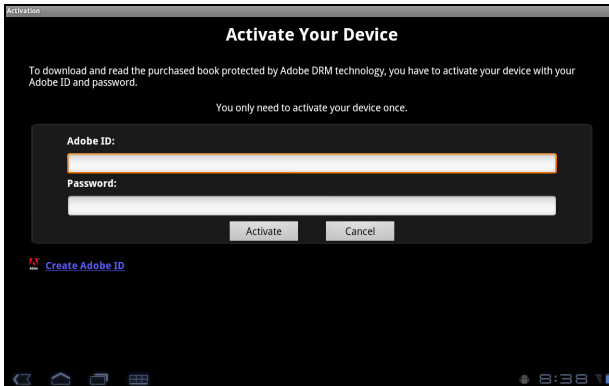 Activation
Activate Your Device
To download and read the purchased book protected by Adobe DRM technology, you have to activate your device with your
Adobe ID and password.
You only need to activate your device once.
Adobe ID:
Password:
Activate Cancel
Adobe Create Adobe ID
8:38